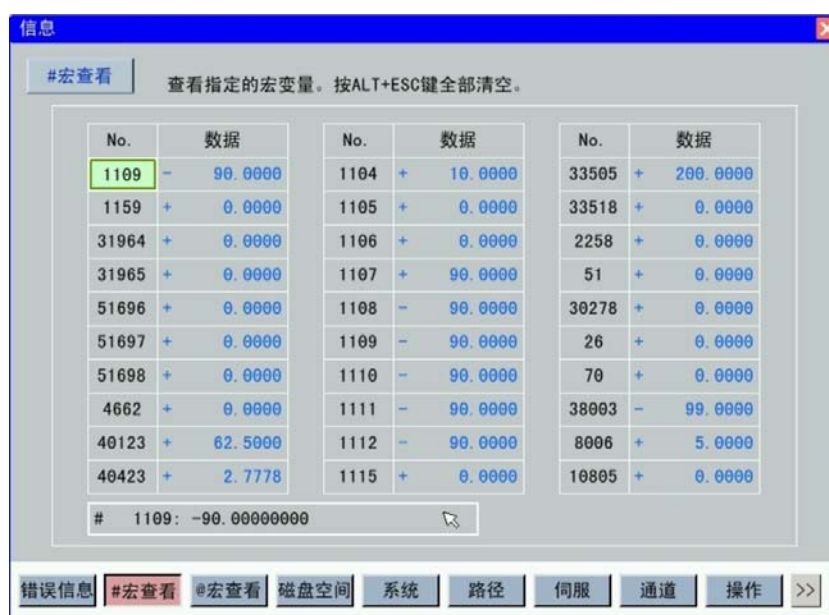 信息
#宏查看 查看指定的宏变量。按ALT+ESC键全部清空。
No. 数据 No. 数据 No. 数据
1109 - 90.0000 1104 + 10.0000 33505 + 200.0000
1159 + 0.0000 1105 + 0.0000 33518 + 0.0000
31964 + 0.0000 1106 + 0.0000 2258 + 0.0000
31965 + 0.0000 1107 + 90.0000 51 + 0.0000
51696 + 0.0000 1108 - 90.0000 30278 + 0.0000
51697 + 0.0000 1109 - 90.0000 26 + 0.0000
51698 + 0.0000 1110 - 90.0000 70 + 0.0000
4662 + 0.0000 1111 - 90.0000 38003 - 99.0000
40123 + 62.5000 1112 - 90.0000 8006 + 5.0000
40423 + 2.7778 1115 + 0.0000 10805 + 0.0000
# 1109: -90.00000000
错误信息 #宏查看 @宏查看 磁盘空间 系统 路径 伺服 通道 操作 >>